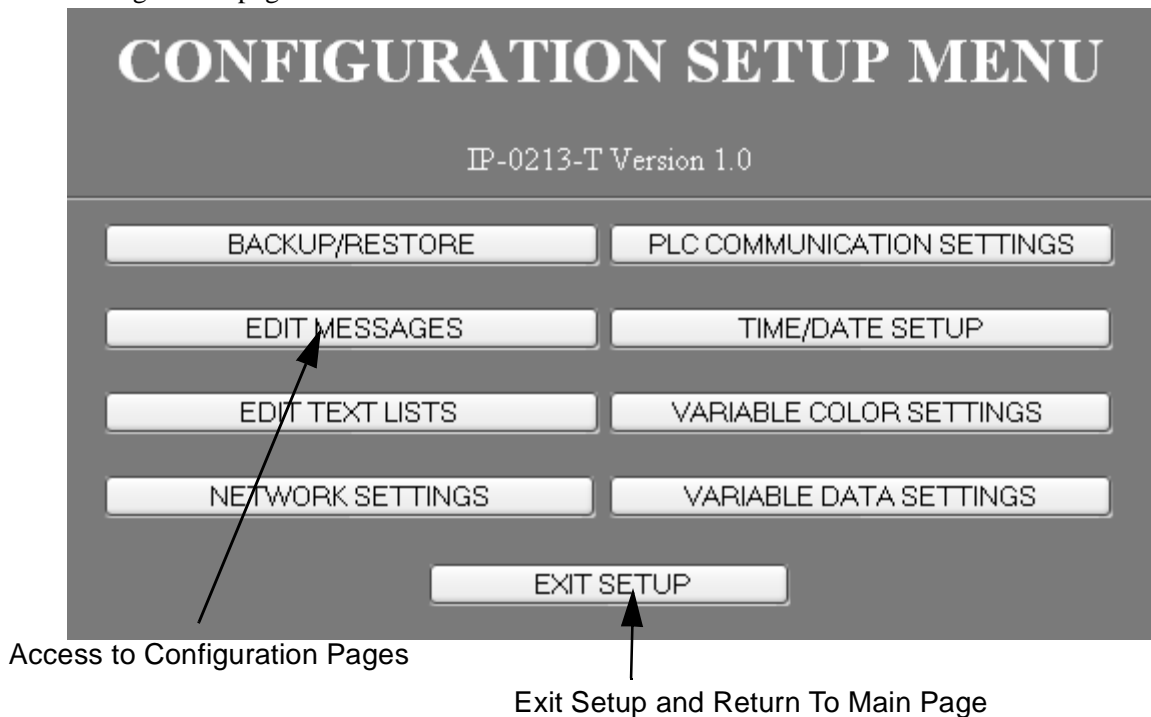 CONFIGURATION SETUP MENU
IP-0213-T Version 1.0
BACKUP/RESTORE
PLC COMMUNICATION SETTINGS
EDIT MESSAGES
TIME/DATE SETUP
EDIT TEXT LISTS
VARIABLE COLOR SETTINGS
NETWORK SETTINGS
VARIABLE DATA SETTINGS
EXIT SETUP
Access to Configuration Pages
Exit Setup and Return To Main Page